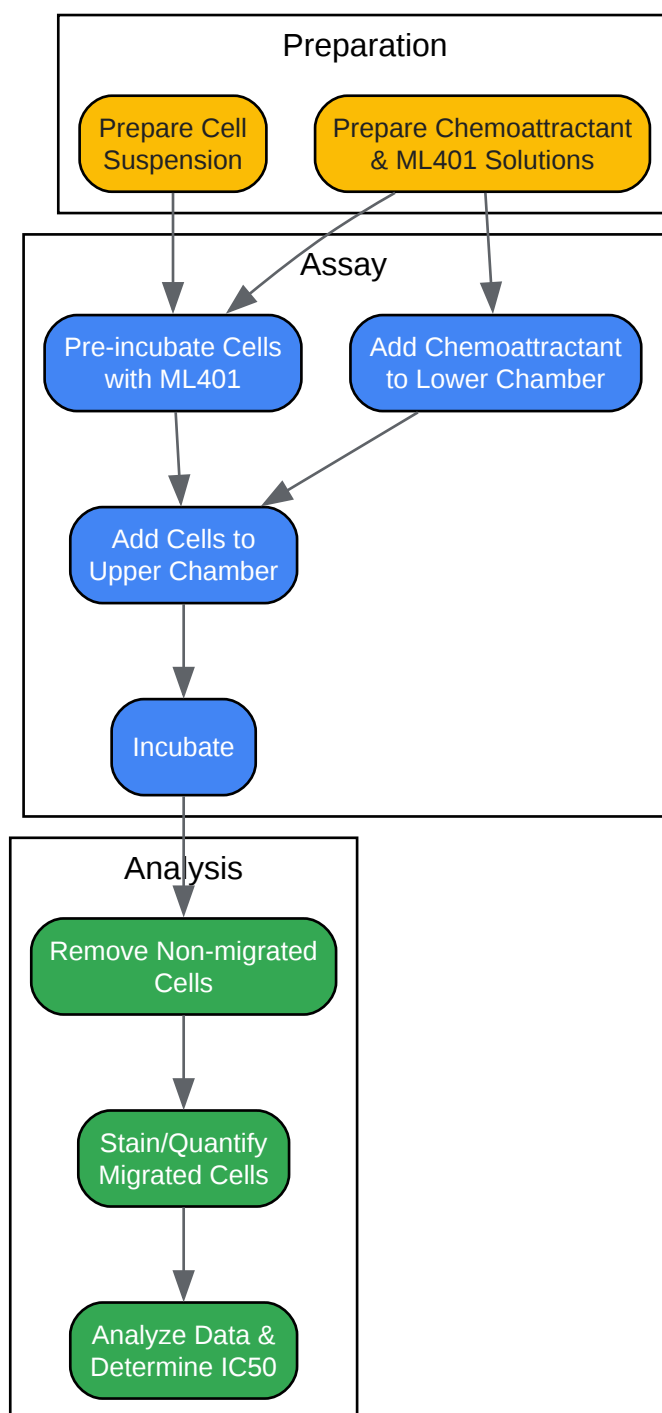 Preparation
Prepare Cell
Suspension
Prepare Chemoattractant
& ML401 Solutions
Assay
Pre-incubate Cells
with ML401
Add Chemoattractant
to Lower Chamber
Add Cells to
Upper Chamber
Incubate
Analysis
Remove Non-migrated
Cells
Stain/Quantify
Migrated Cells
Analyze Data &
Determine IC50